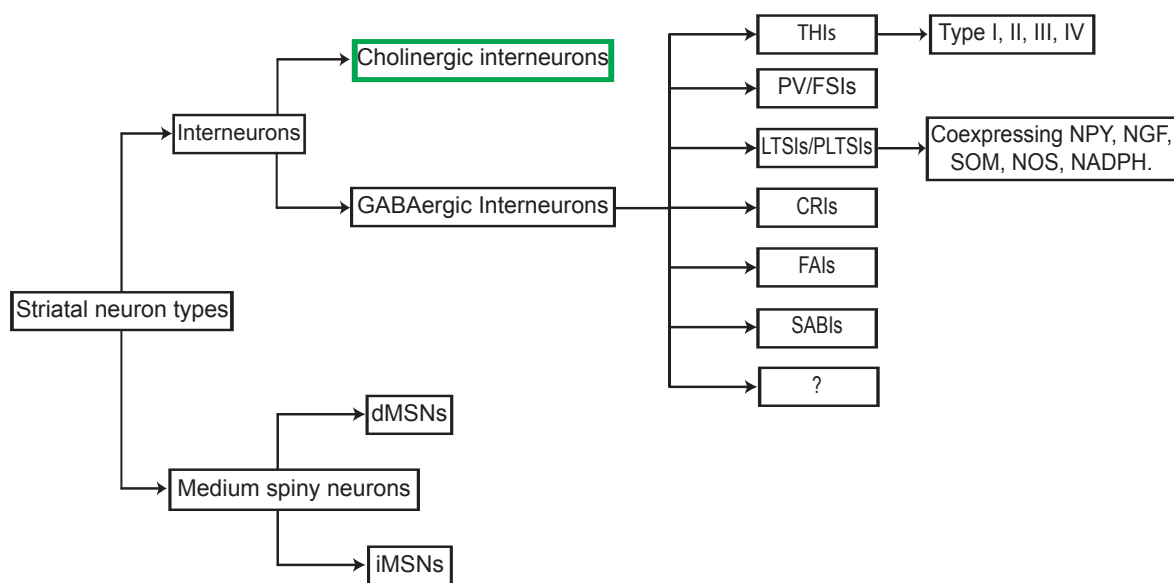 THIs
Type I, II, III, IV
Cholinergic interneurons
PV/FSIs
Interneurons
LTSIs/PLTSIs
Coexpressing NPY, NGF,
SOM, NOS, NADPH.
GABAergic Interneurons
CRIs
FAIs
Striatal neuron types
SABIs
?
dMSNs
Medium spiny neurons
iMSNs